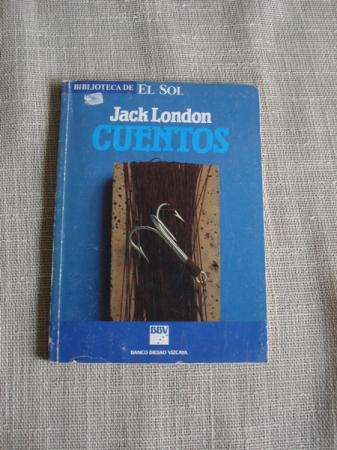 BIBLIOTECA DE EL SOL
Jack London
CUENTOS
BBV
BANCO BILBAO VIZCAYA